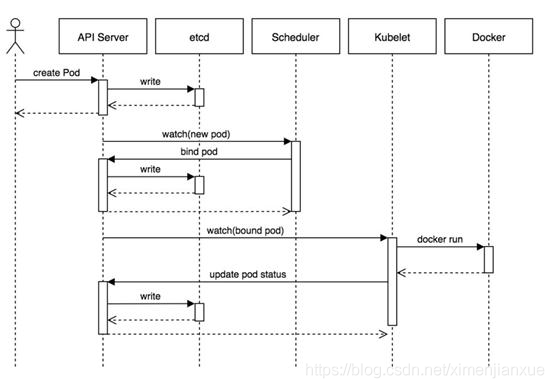 API Server
etcd
Scheduler
Kubelet
Docker
create Pod
write
watch(new pod)
bind pod
write
watch(bound pod)
docker run
update pod status
write
https://blog.csdn.net/ximenjianxue